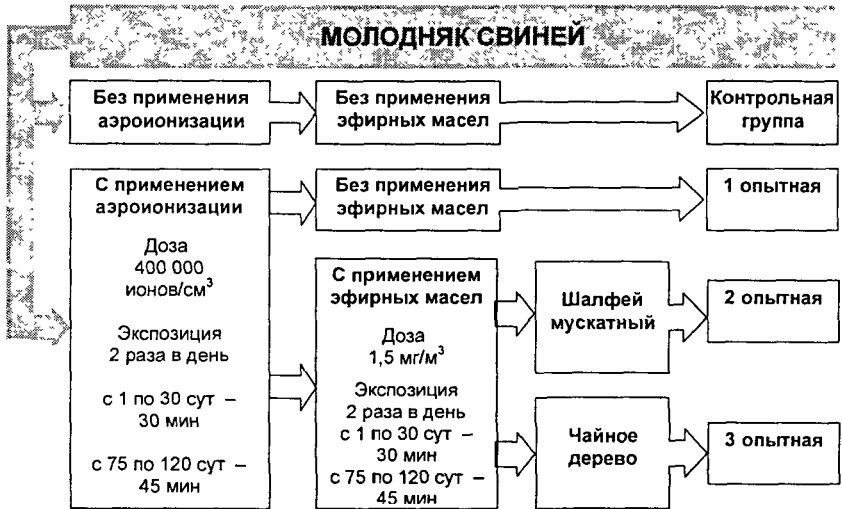 МОЛОДНЯК СВИНЕЙ
Без применения
аэроионизации
Без применения
эфирных масел
Контрольная
группа
С применением
аэроионизации
Доза
400 000
ионов/см³
Экспозиция
2 раза в день
с 1 по 30 сут –
30 мин
с 75 по 120 сут –
45 мин
Без применения
эфирных масел
1 опытная
С применением
эфирных масел
Доза
1,5 мг/м³
Экспозиция
2 раза в день
с 1 по 30 сут –
30 мин
с 75 по 120 сут –
45 мин
Шалфей
мускатный
2 опытная
Чайное
дерево
3 опытная